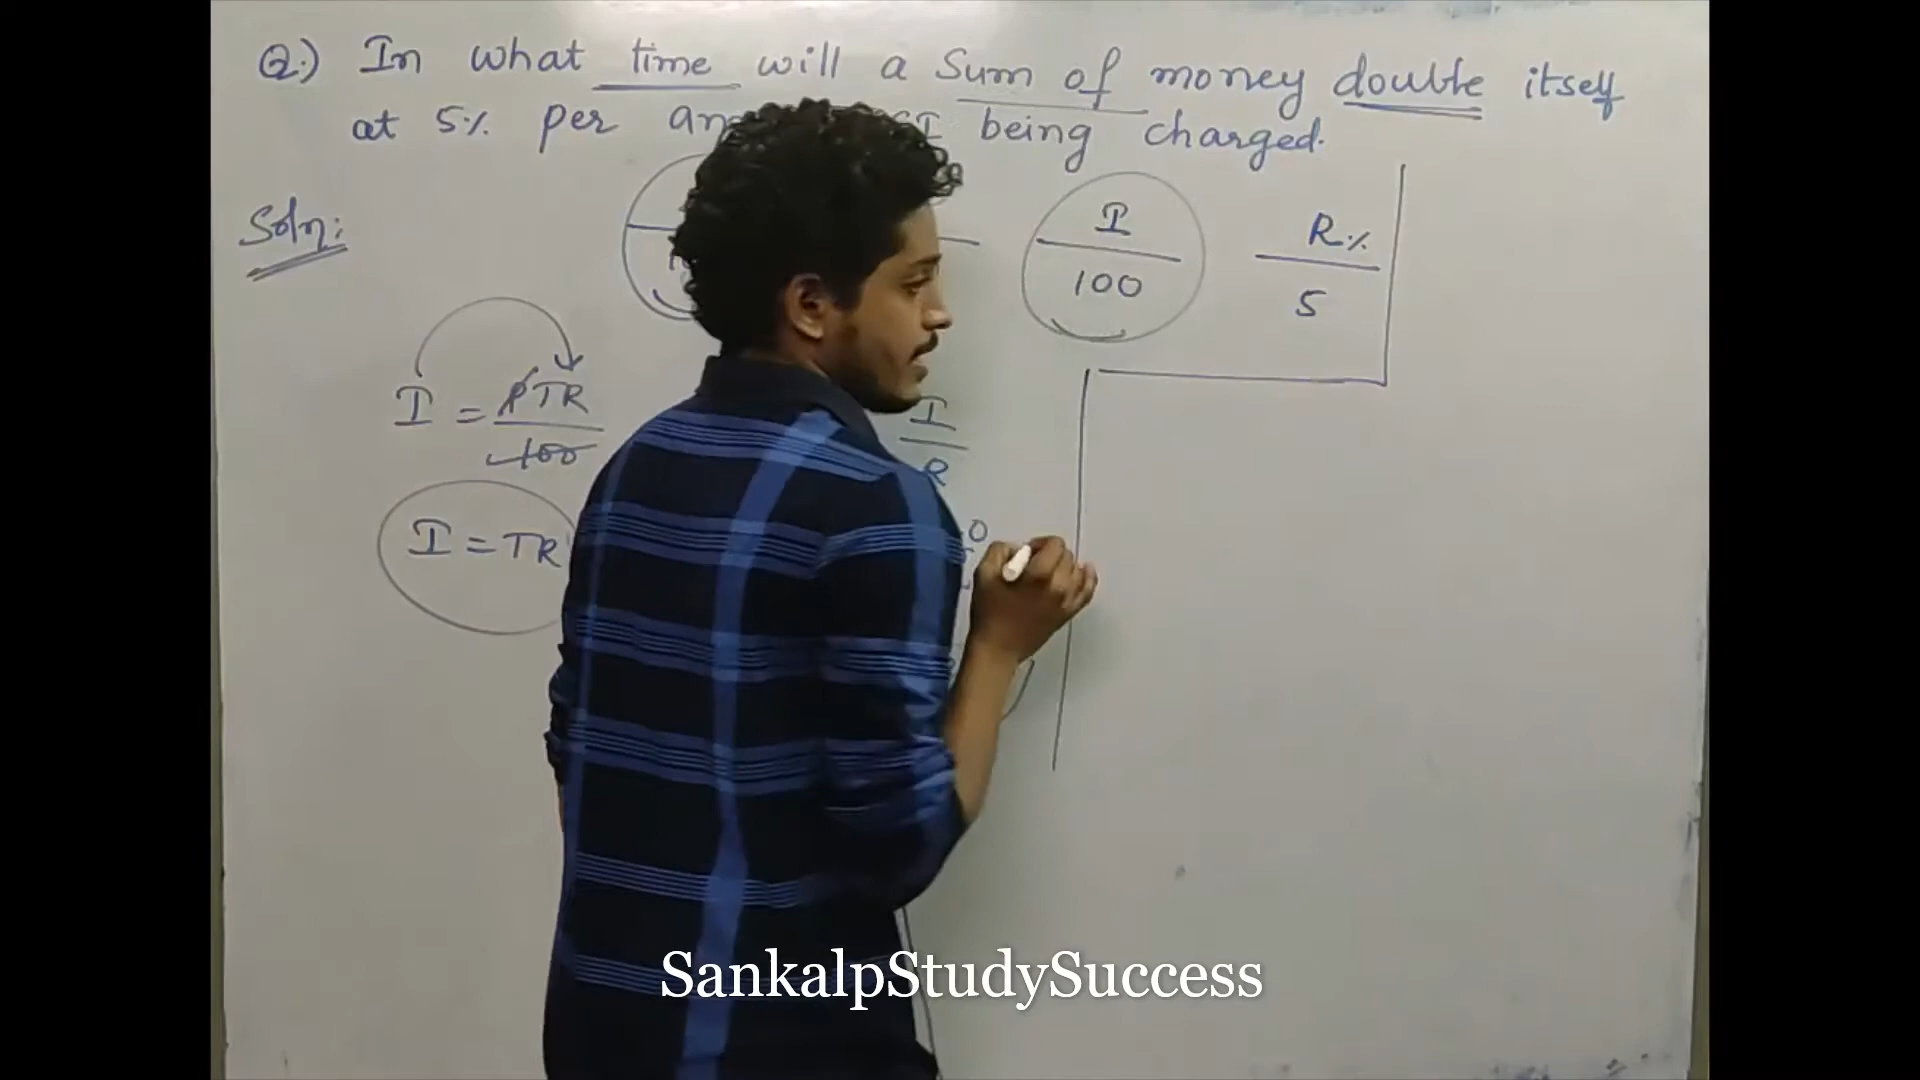 Q.) In what time will a Sum of money double itself
at 5% per being charged.
Soln:
I
100
R%
5
I = PTR
100
I
R
I = TR
SankalpStudySuccess